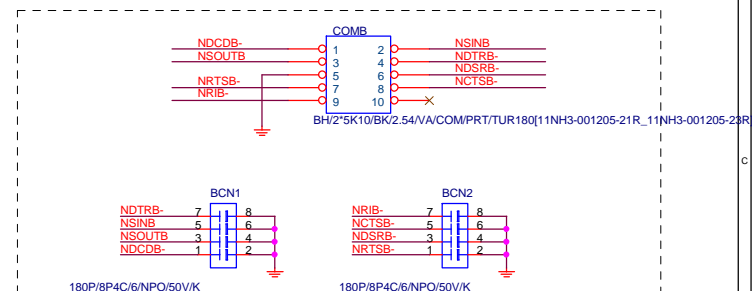 COMB
NDCDB- 1 2 NSINB
NSOUTB 3 4 NDTRB-
5 6 NDSRB-
NRTSB- 7 8 NCTSB-
NRIB- 9 10
BH/2*5K10/BK/2.54/VA/COM/PRT/TUR180[11NH3-001205-21R_11NH3-001205-23R
C
BCN1 BCN2
NDTRB- 7 8 NRIB- 7 8
NSINB 5 6 NCTSB- 5 6
NSOUTB 3 4 NDSRB- 3 4
NDCDB- 1 2 NRTSB- 1 2
180P/8P4C/6/NPO/50V/K 180P/8P4C/6/NPO/50V/K